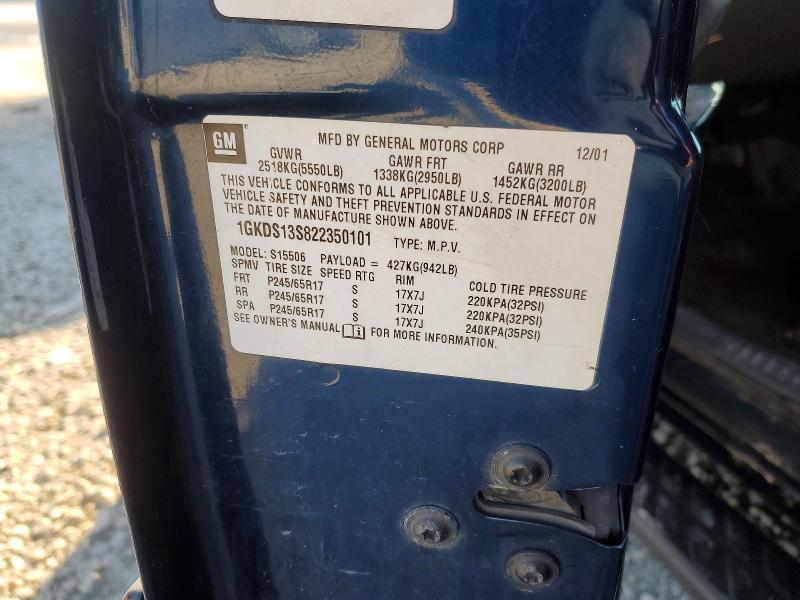 GM
MFD BY GENERAL MOTORS CORP 12/01
GVWR GAWR FRT GAWR RR
2518KG(5550LB) 1338KG(2950LB) 1452KG(3200LB)
THIS VEHICLE CONFORMS TO ALL APPLICABLE U.S. FEDERAL MOTOR
VEHICLE SAFETY AND THEFT PREVENTION STANDARDS IN EFFECT ON
THE DATE OF MANUFACTURE SHOWN ABOVE.
1GKDS13S822350101 TYPE: M.P.V.
MODEL: S15506 PAYLOAD = 427KG(942LB)
SPMV TIRE SIZE SPEED RTG RIM COLD TIRE PRESSURE
FRT P245/65R17 S 17X7J 220KPA(32PSI)
RR P245/65R17 S 17X7J 220KPA(32PSI)
SPA P245/65R17 S 17X7J 240KPA(35PSI)
SEE OWNER'S MANUAL FOR MORE INFORMATION.